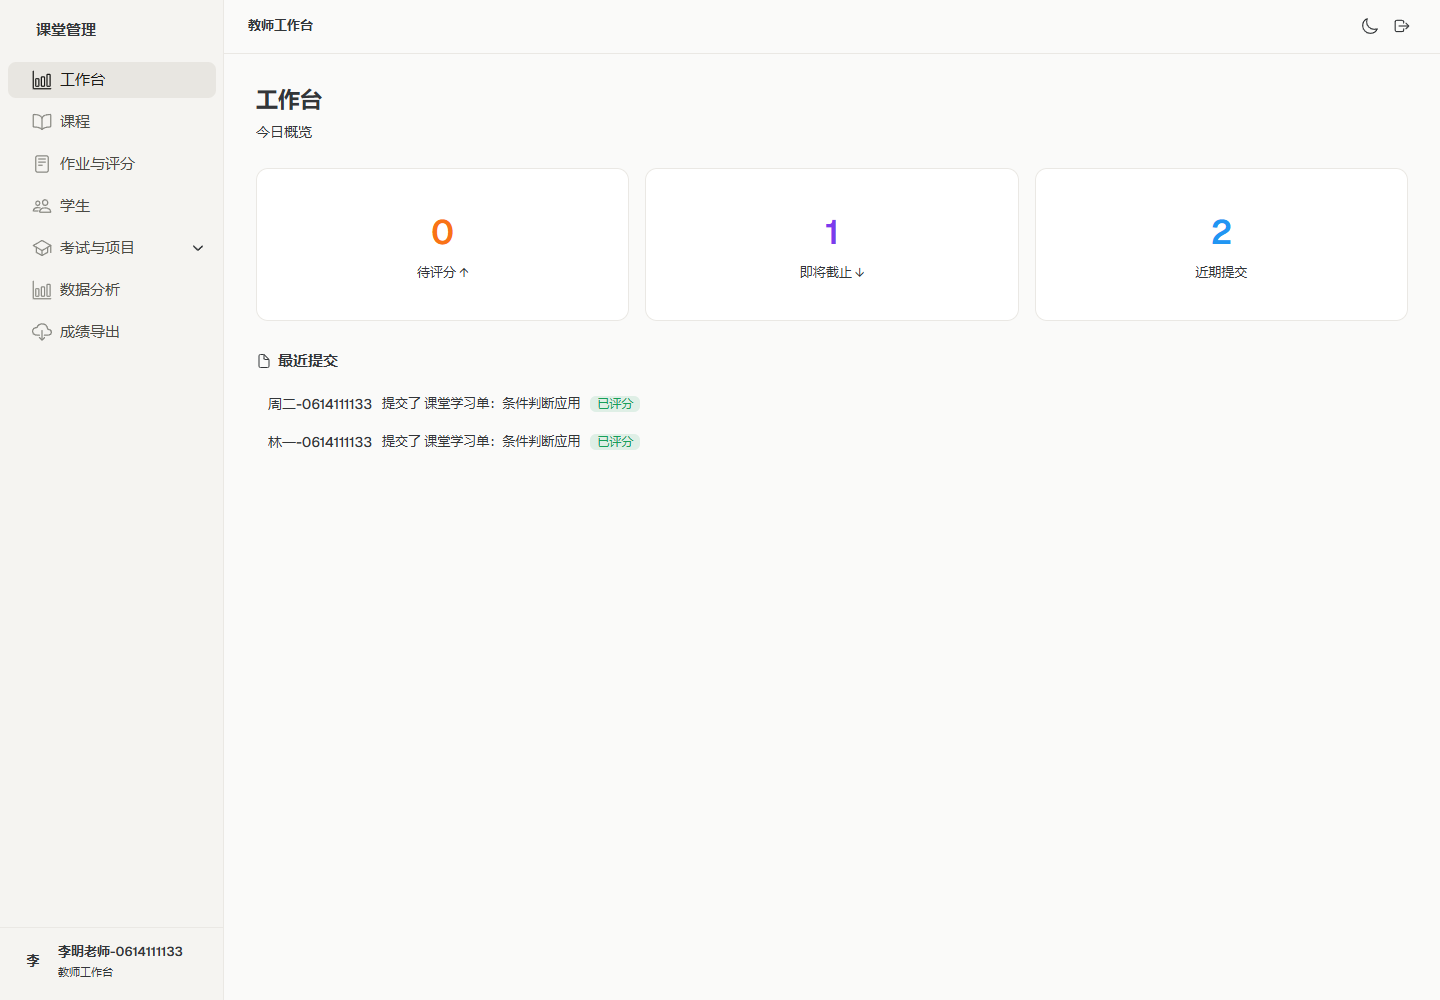 课堂管理
工作台
课程
作业与评分
学生
考试与项目
数据分析
成绩导出
李
李明老师-0614111133
教师工作台
教师工作台
工作台
今日概览
0
待评分↑
1
即将截止↓
2
近期提交
最近提交
周二-0614111133 提交了 课堂学习单：条件判断应用 已评分
林一-0614111133 提交了 课堂学习单：条件判断应用 已评分